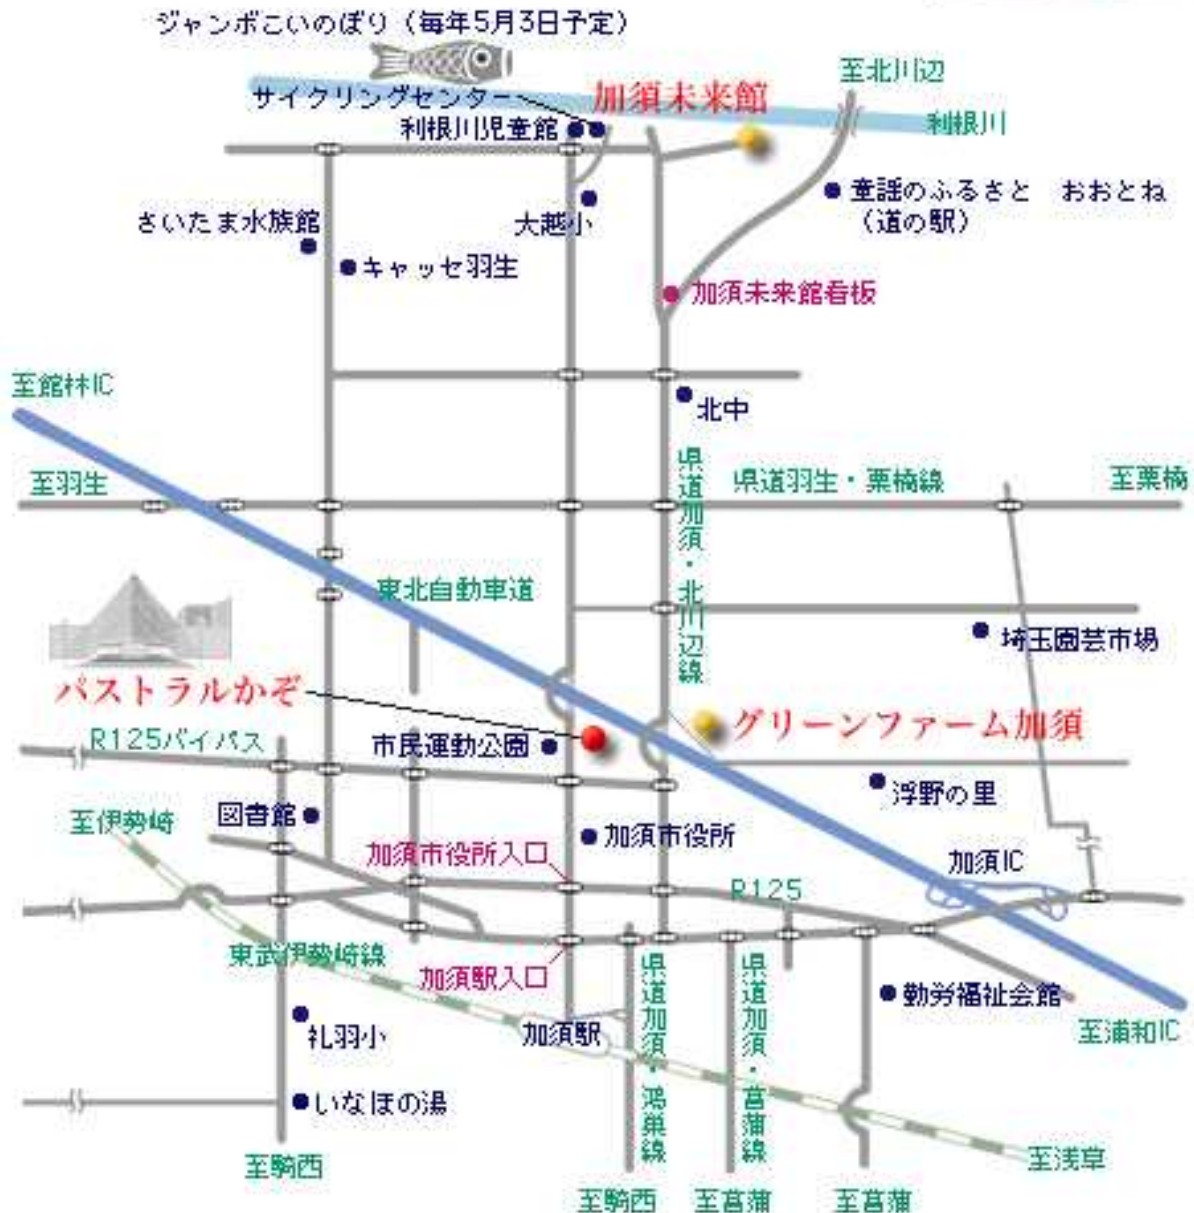 ジャンボこいのぼり（毎年5月3日予定）
至北川辺
サイクリングセンター
加須未来館
利根川児童館
利根川
童謡のふるさと　おおとね
（道の駅）
さいたま水族館
大越小
キャッセ羽生
加須未来館看板
至館林IC
北中
至羽生
県道加須・北川辺線
県道羽生・栗橋線
至栗橋
東北自動車道
埼玉園芸市場
パストラルかぞ
グリーンファーム加須
R125バイパス
市民運動公園
浮野の里
図書館
至伊勢崎
加須市役所
加須市役所入口
加須IC
R125
東武伊勢崎線
加須駅入口
県道加須・鴻巣線
県道加須・菖蒲線
勤労福祉会館
礼羽小
加須駅
至浦和IC
いなほの湯
至騎西
至浅草
至騎西
至菖蒲
至菖蒲